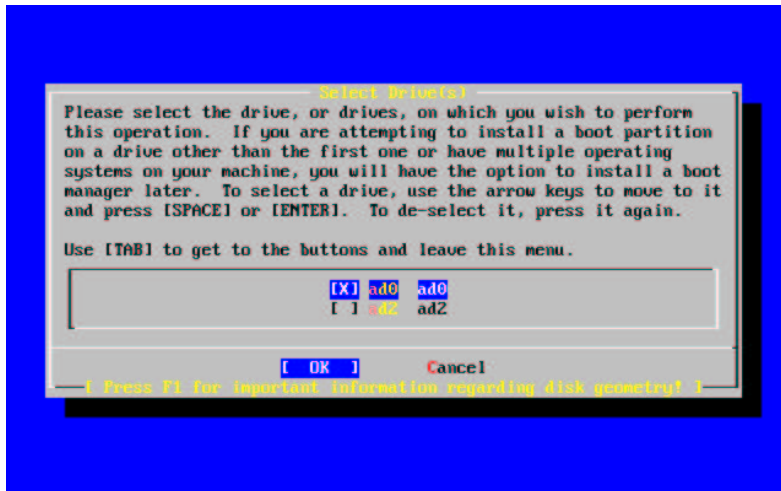 Select Drive(s)
Please select the drive, or drives, on which you wish to perform
this operation.  If you are attempting to install a boot partition
on a drive other than the first one or have multiple operating
systems on your machine, you will have the option to install a boot
manager later.  To select a drive, use the arrow keys to move to it
and press [SPACE] or [ENTER].  To de-select it, press it again.
Use [TAB] to get to the buttons and leave this menu.
[X] ad0 ad0
[ ] ad2 ad2
[ OK ] Cancel
[ Press F1 for important information regarding disk geometry! ]